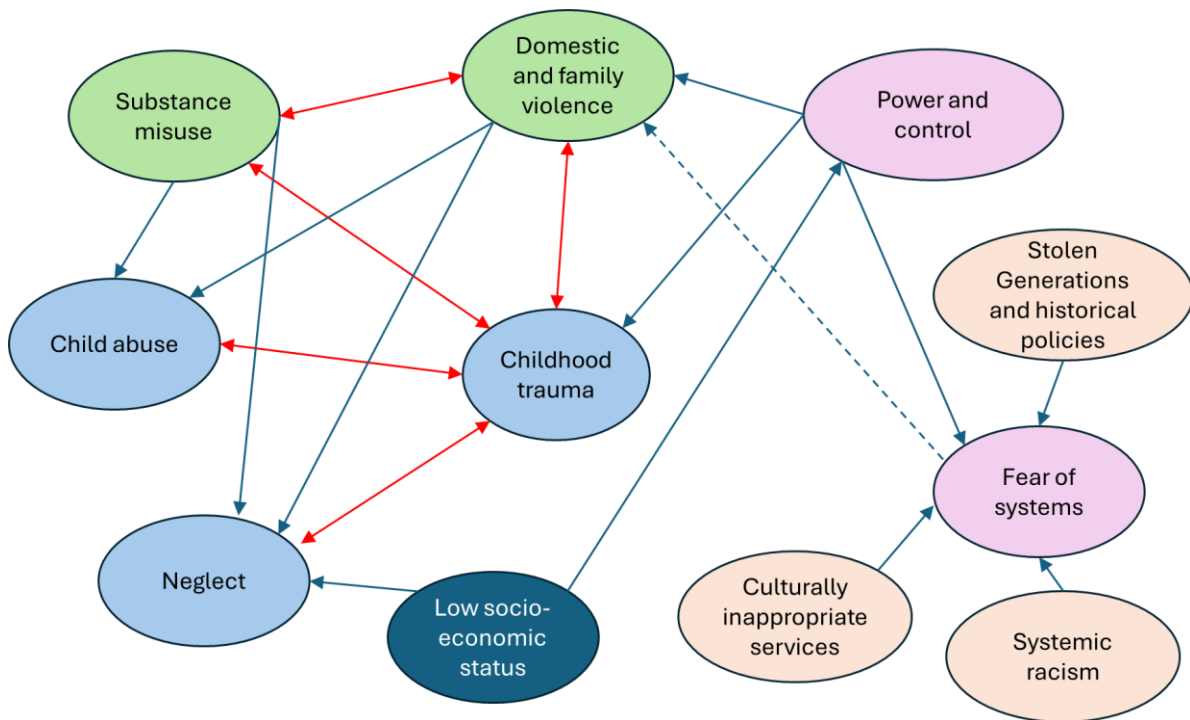 Domestic
and family
violence
Substance
misuse
Power and
control
Stolen
Generations
and historical
policies
Child abuse
Childhood
trauma
Fear of
systems
Neglect
Low socio-
economic
status
Culturally
inappropriate
services
Systemic
racism